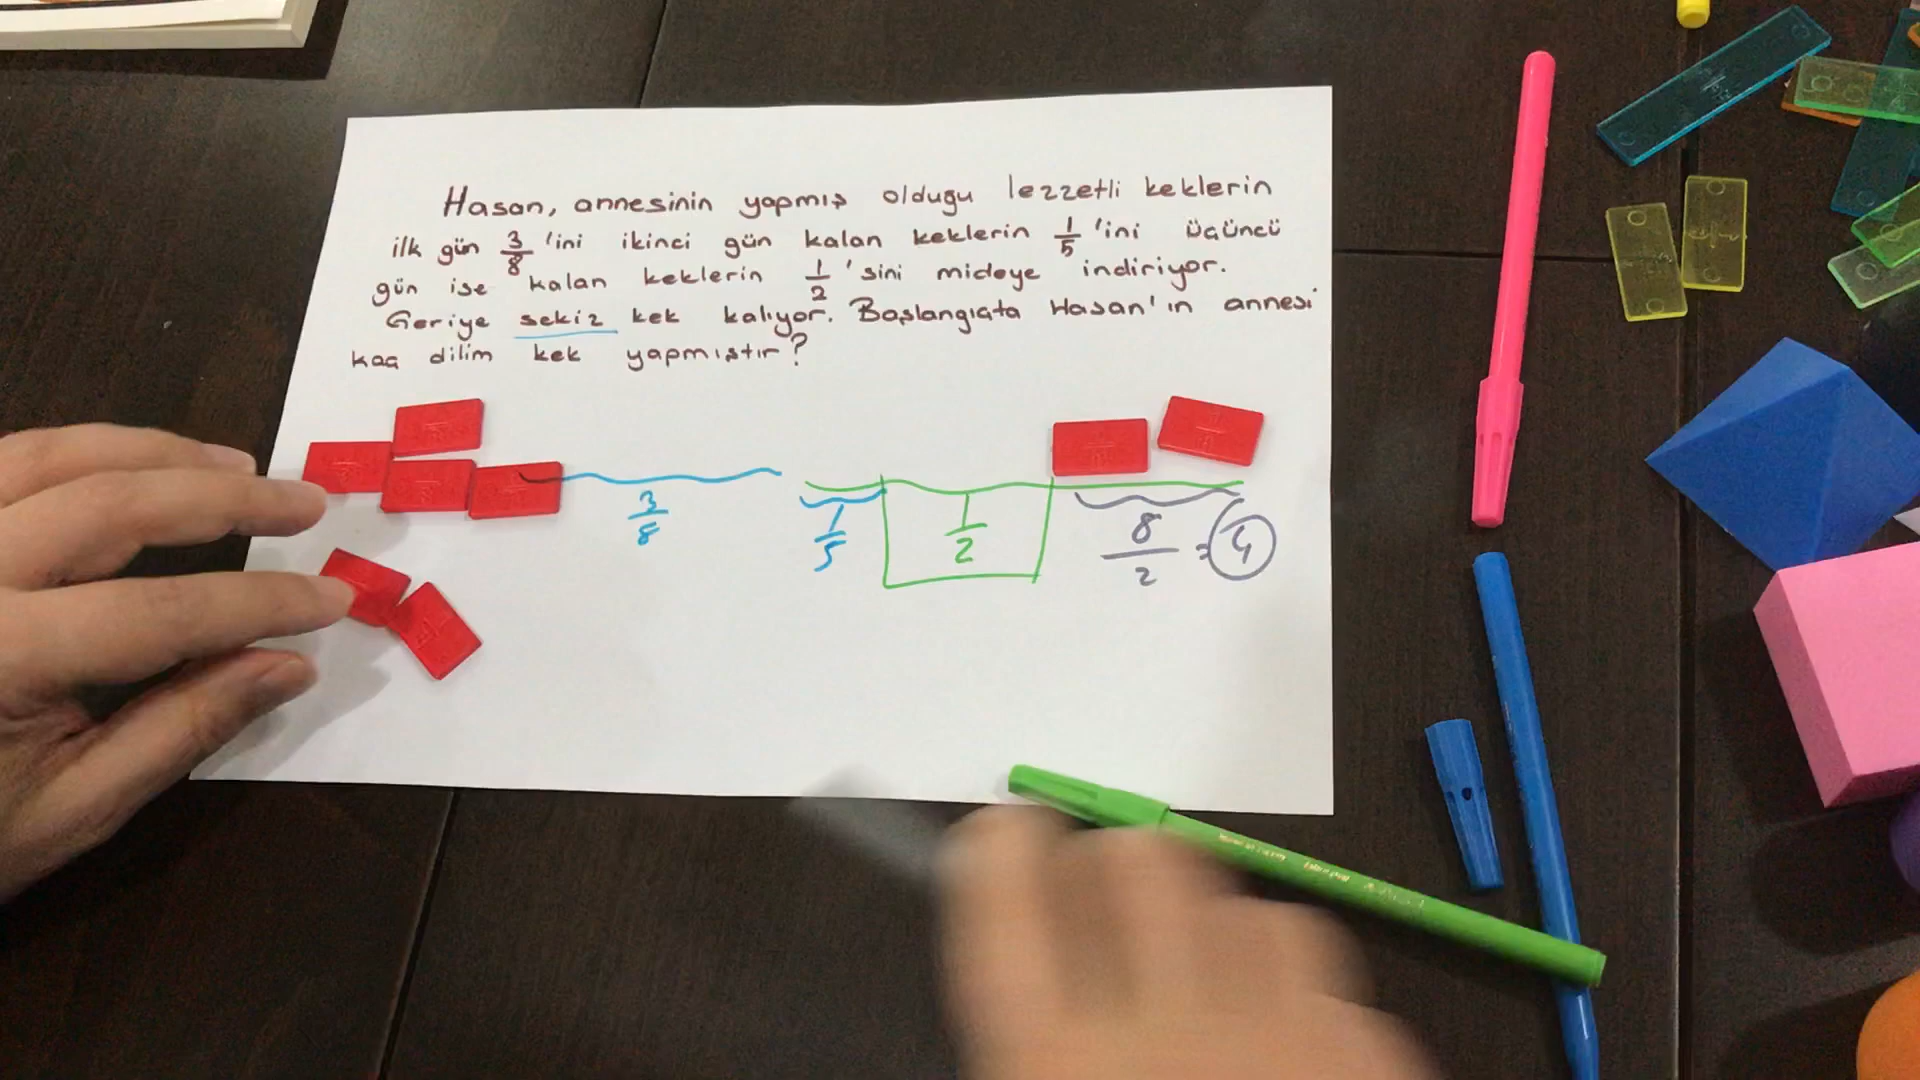 Hasan, annesinin yapmış olduğu lezzetli keklerin
ilk gün 3/8 'ini ikinci gün kalan keklerin 1/5 'ini üçüncü
gün ise kalan keklerin 1/2 'sini mideye indiriyor.
Geriye sekiz kek kalıyor. Başlangıçta Hasan'ın annesi
kaç dilim kek yapmıştır?
3/8 1/5 1/2 8/2 = 4